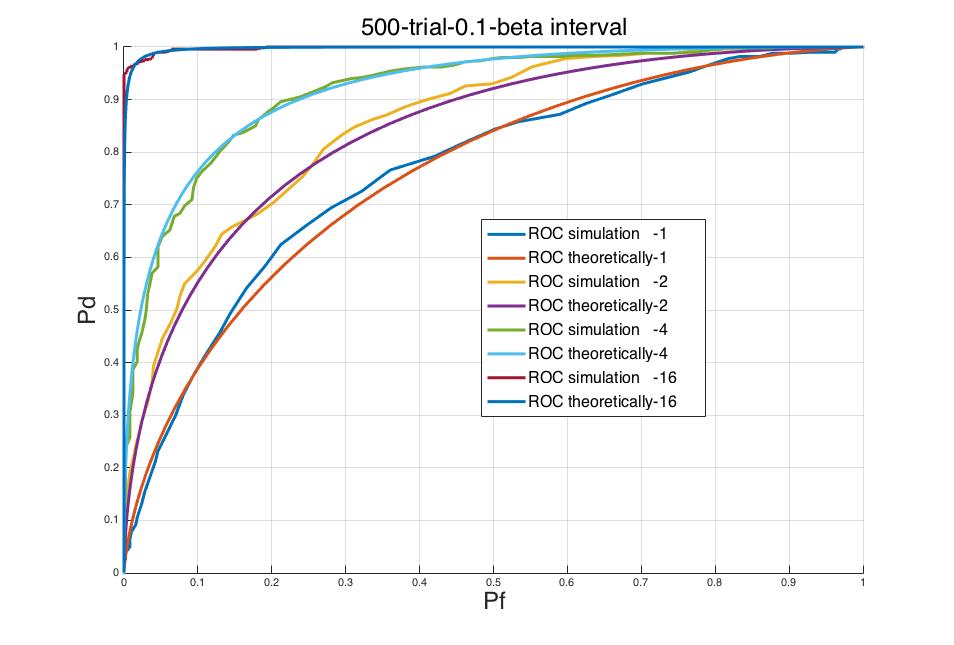 500-trial-0.1-beta interval
1
0.9
0.8
0.7
0.6
0.5
0.4
0.3
0.2
0.1
0
Pd
ROC simulation -1
ROC theoretically-1
ROC simulation -2
ROC theoretically-2
ROC simulation -4
ROC theoretically-4
ROC simulation -16
ROC theoretically-16
0 0.1 0.2 0.3 0.4 0.5 0.6 0.7 0.8 0.9 1
Pf